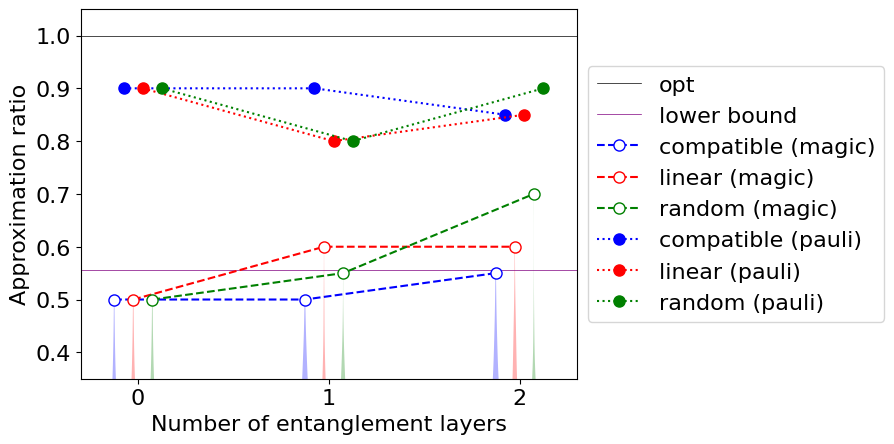 1.0
0.9
0.8
0.7
0.6
0.5
0.4
Approximation ratio
0 1 2
Number of entanglement layers
opt
lower bound
compatible (magic)
linear (magic)
random (magic)
compatible (pauli)
linear (pauli)
random (pauli)